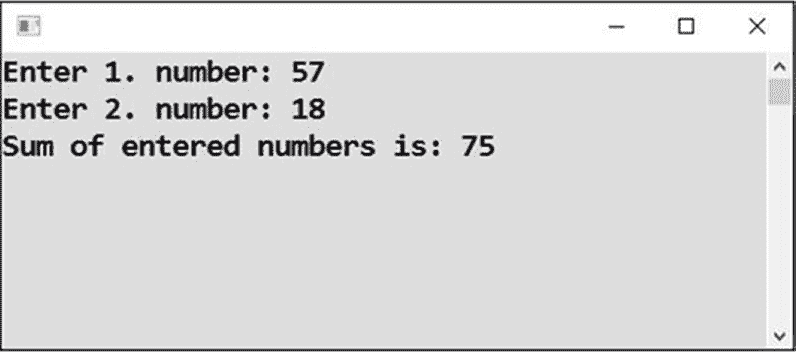 Enter 1. number: 57
Enter 2. number: 18
Sum of entered numbers is: 75